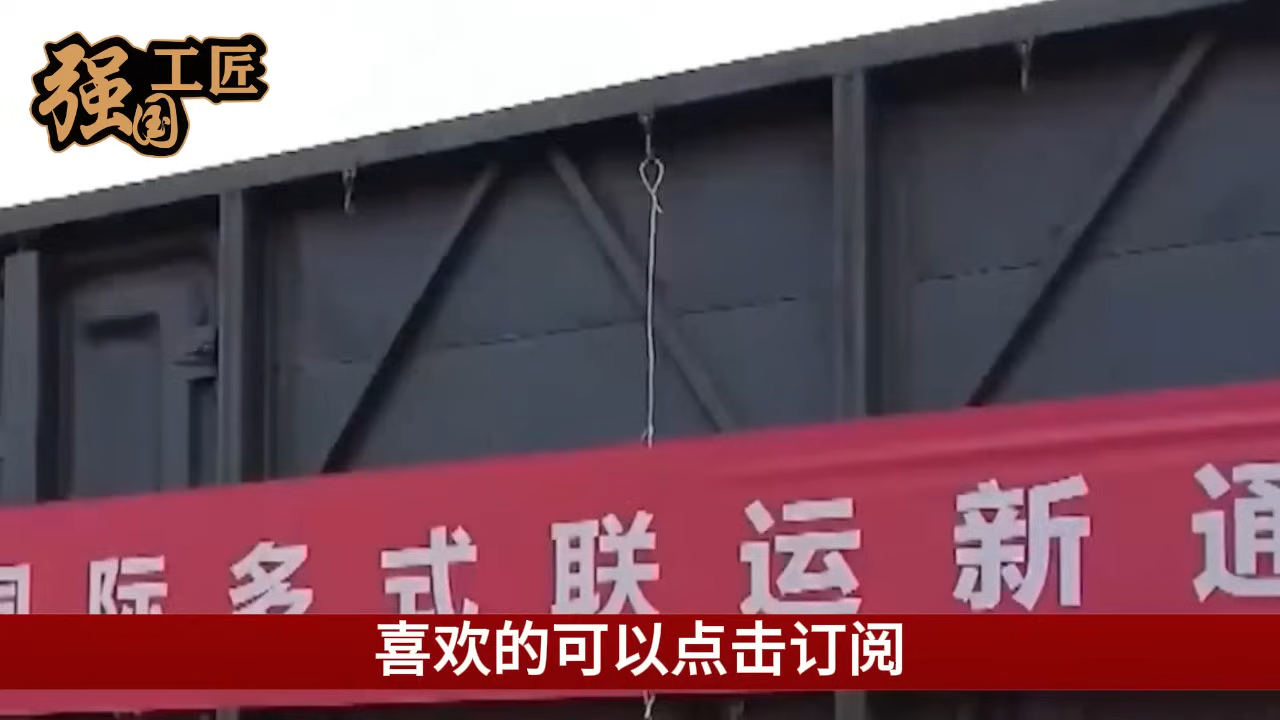 强国工匠
国际多式联运新通
喜欢的可以点击订阅